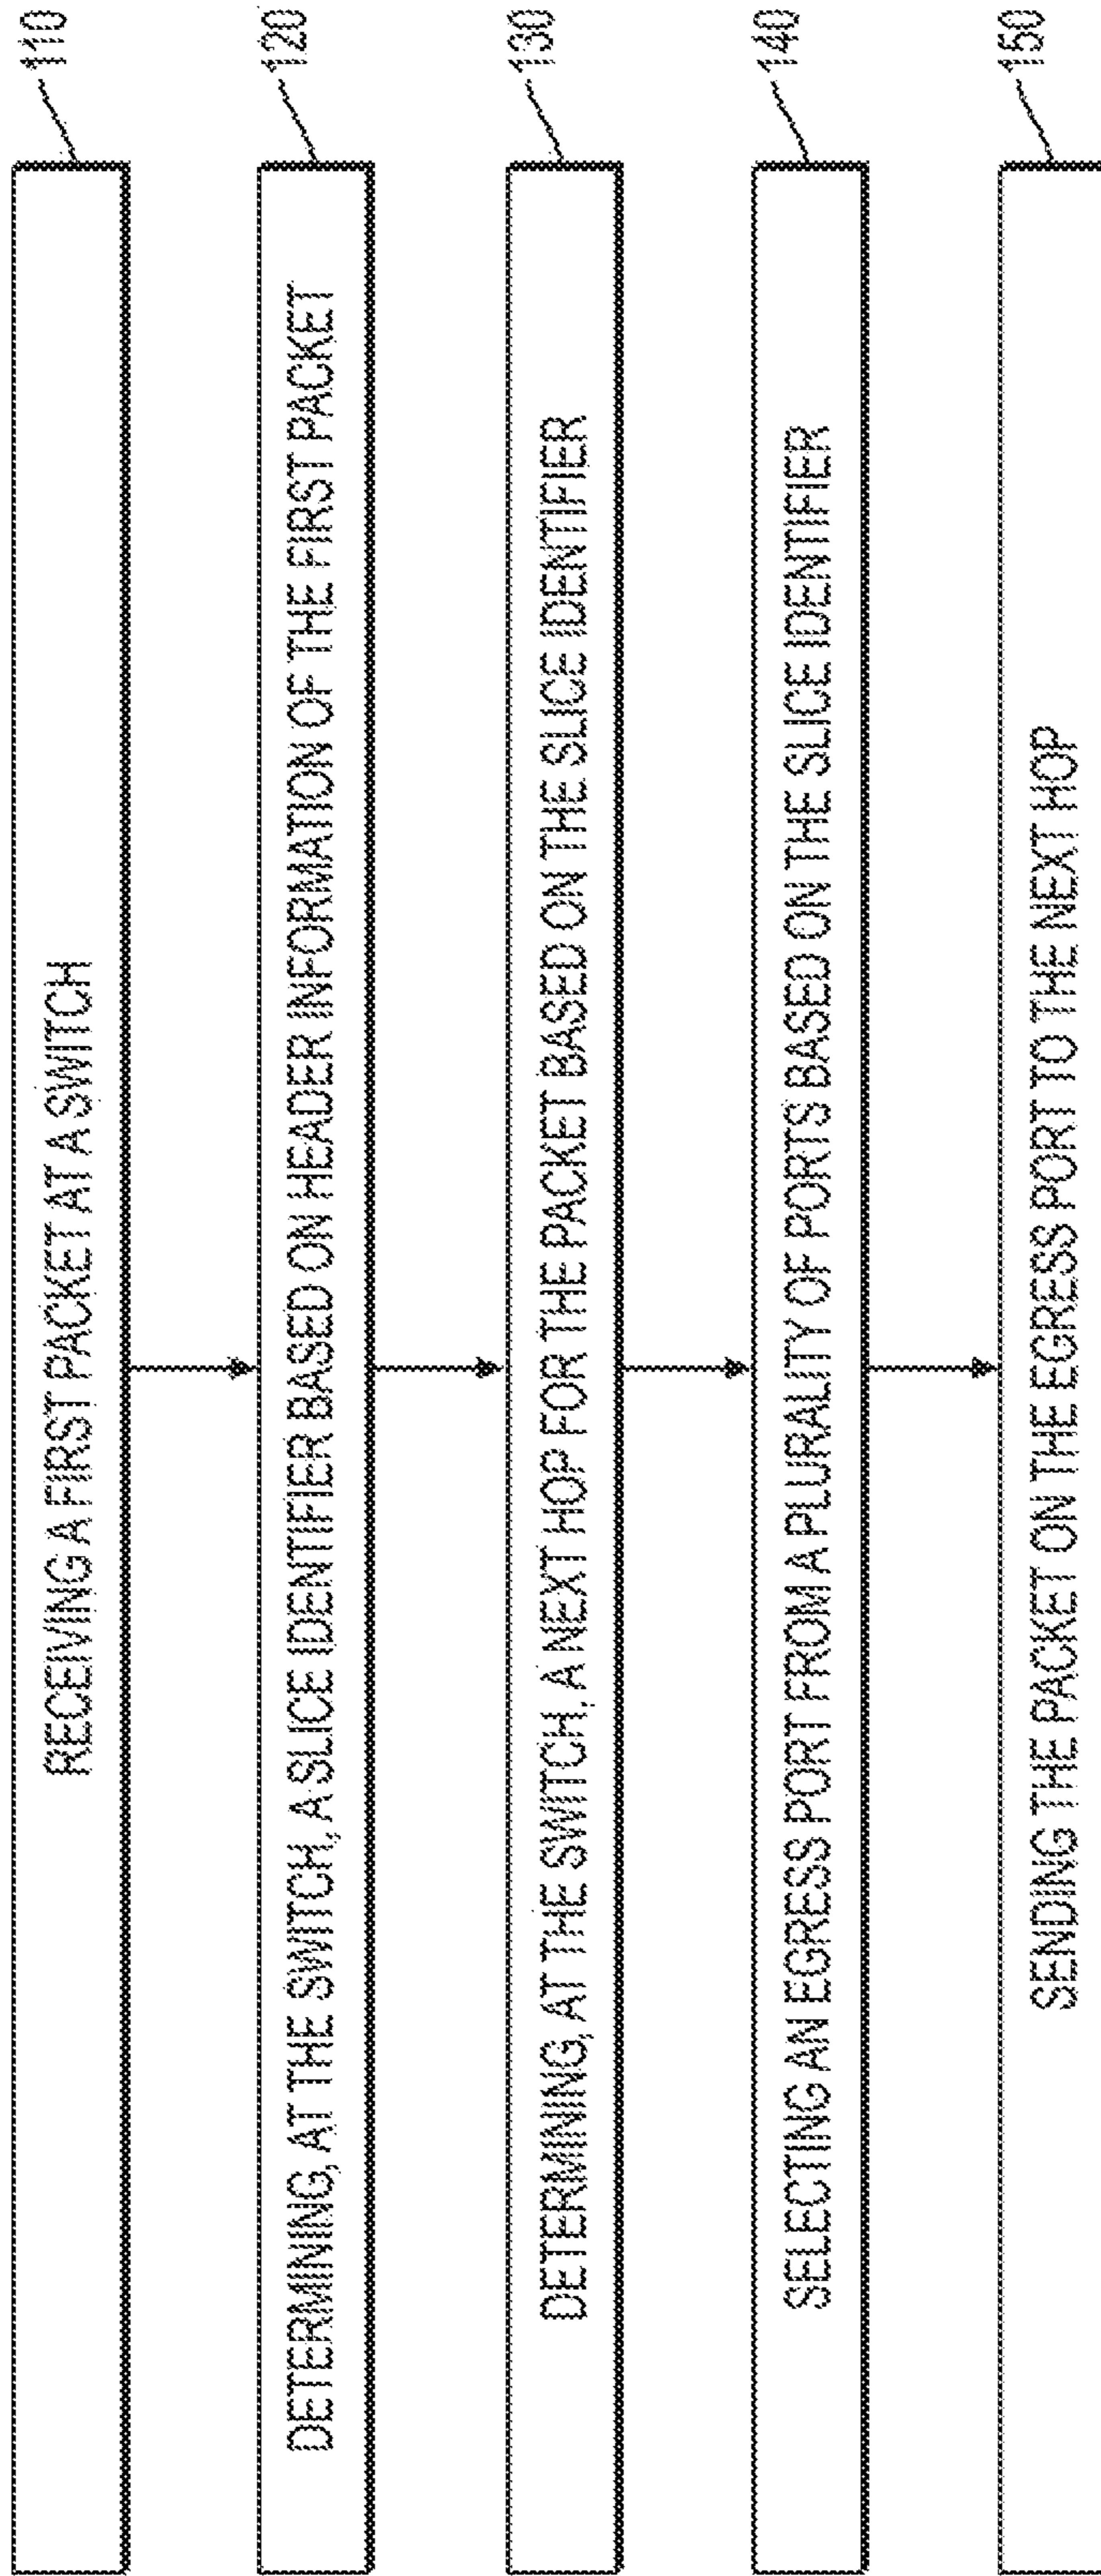 RECEIVING A FIRST PACKET AT A SWITCH
110
DETERMINING, AT THE SWITCH, A SLICE IDENTIFIER BASED ON HEADER INFORMATION OF THE FIRST PACKET
120
DETERMINING, AT THE SWITCH, A NEXT HOP FOR THE PACKET BASED ON THE SLICE IDENTIFIER
130
SELECTING AN EGRESS PORT FROM A PLURALITY OF PORTS BASED ON THE SLICE IDENTIFIER
140
SENDING THE PACKET ON THE EGRESS PORT TO THE NEXT HOP
150